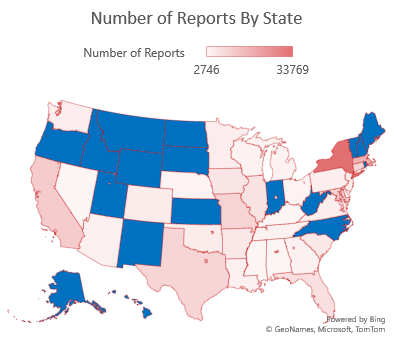 Number of Reports By State
Number of Reports
2746 33769
Powered by Bing
© GeoNames, Microsoft, TomTom